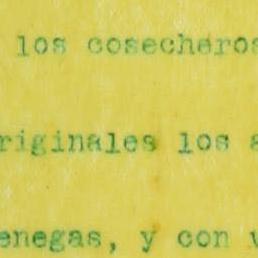 los cosecheros
riginales los a
enegas, y con v